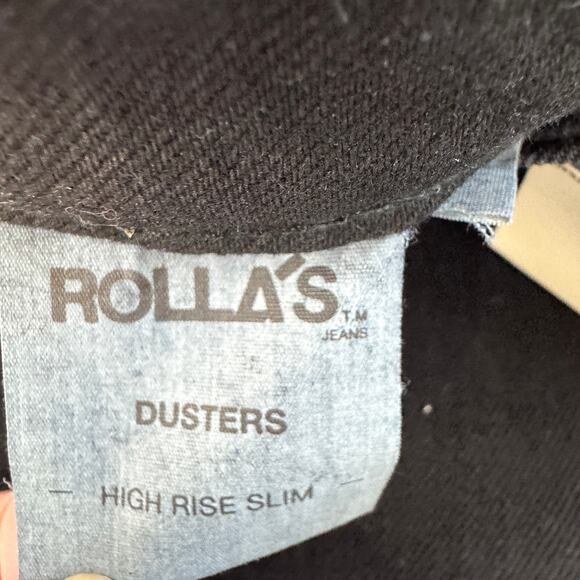 ROLLA'S
T.M
JEANS
DUSTERS
HIGH RISE SLIM